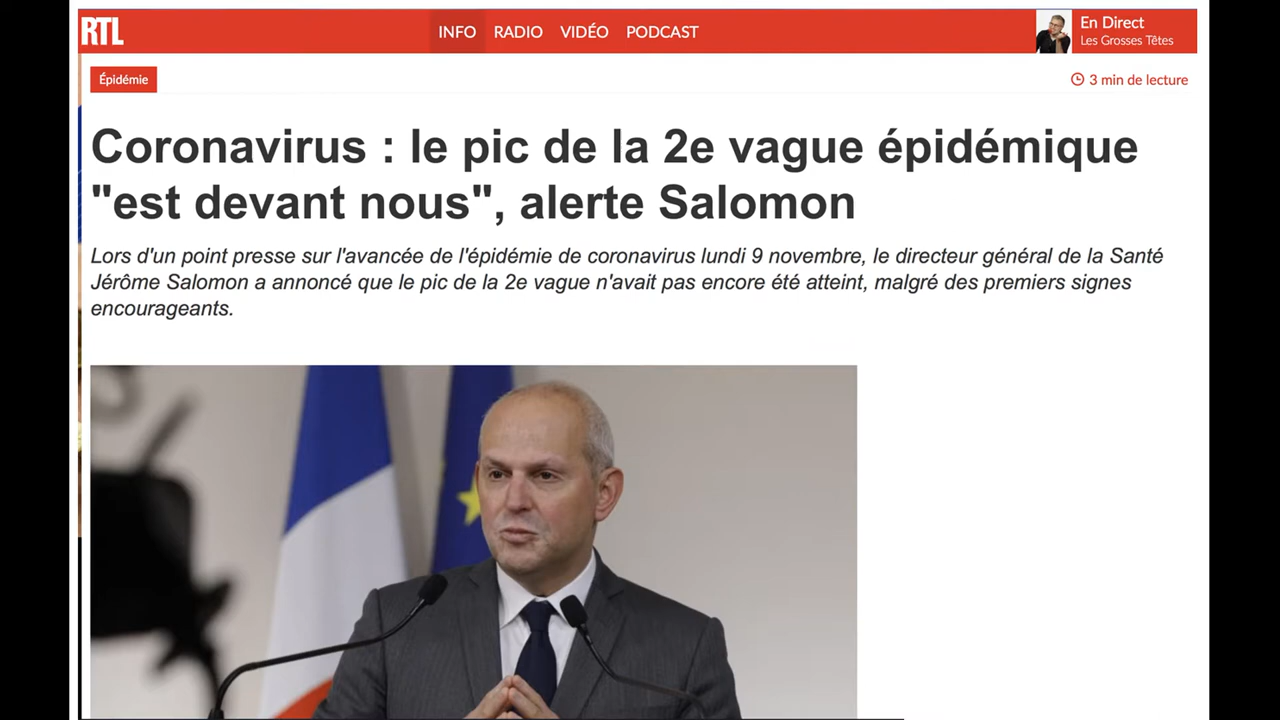 RTL
INFO RADIO VIDÉO PODCAST
En Direct
Les Grosses Têtes
Épidémie
3 min de lecture
Coronavirus : le pic de la 2e vague épidémique
"est devant nous", alerte Salomon
Lors d'un point presse sur l'avancée de l'épidémie de coronavirus lundi 9 novembre, le directeur général de la Santé
Jérôme Salomon a annoncé que le pic de la 2e vague n'avait pas encore été atteint, malgré des premiers signes
encourageants.